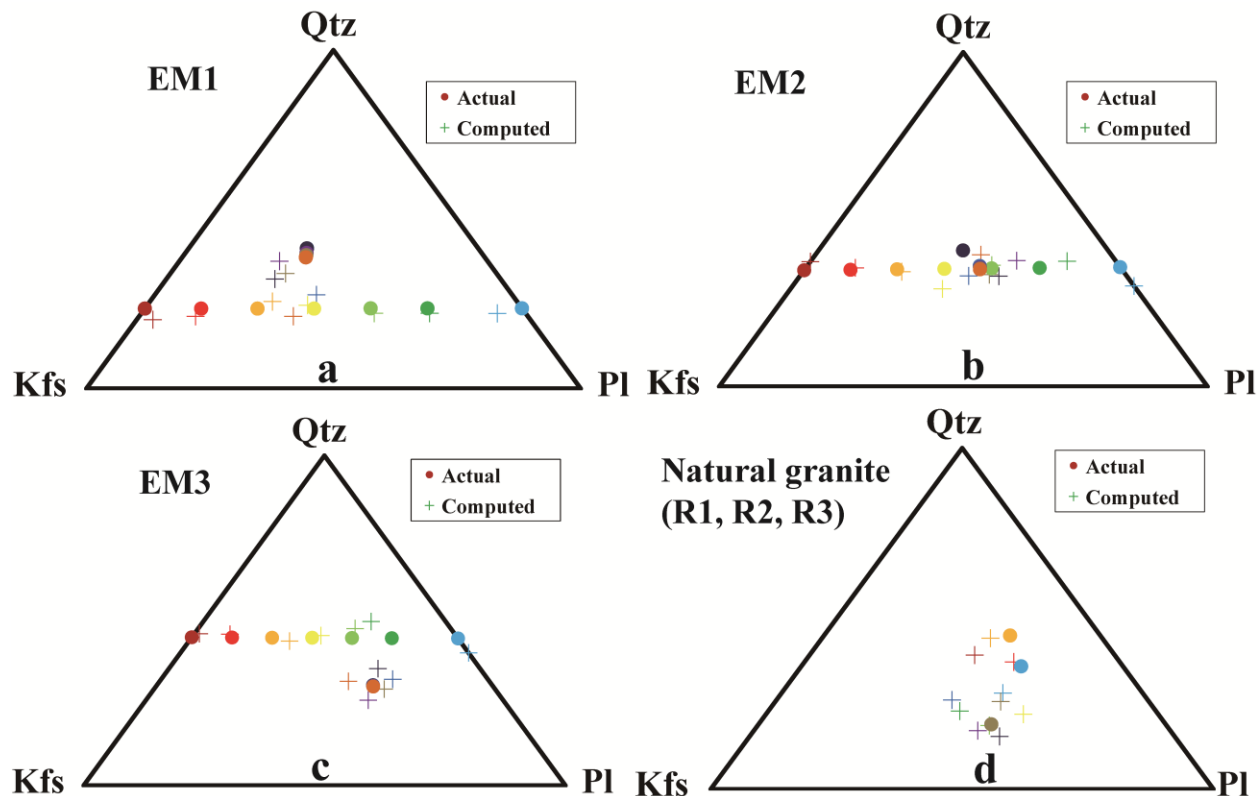 Qtz
EM1
Actual
Computed
a
Kfs
Pl
Qtz
EM2
Actual
Computed
b
Kfs
Pl
Qtz
EM3
Actual
Computed
c
Kfs
Pl
Qtz
Natural granite
(R1, R2, R3)
Actual
Computed
d
Kfs
Pl